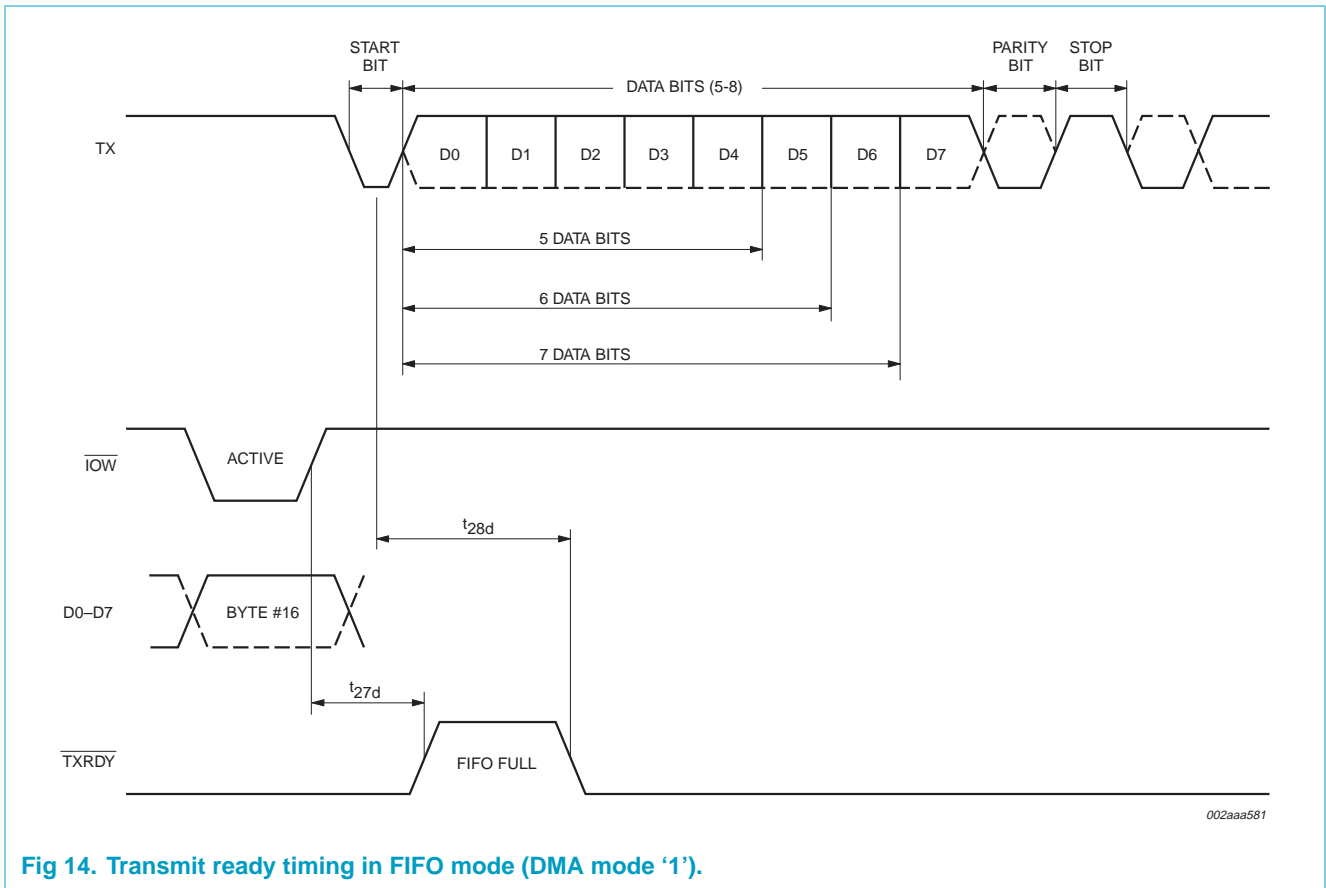 START
BIT
PARITY
BIT
STOP
BIT
DATA BITS (5-8)
TX
D0
D1
D2
D3
D4
D5
D6
D7
5 DATA BITS
6 DATA BITS
7 DATA BITS
IOW
ACTIVE
t28d
D0–D7
BYTE #16
t27d
TXRDY
FIFO FULL
002aaa581
Fig 14. Transmit ready timing in FIFO mode (DMA mode ‘1’).